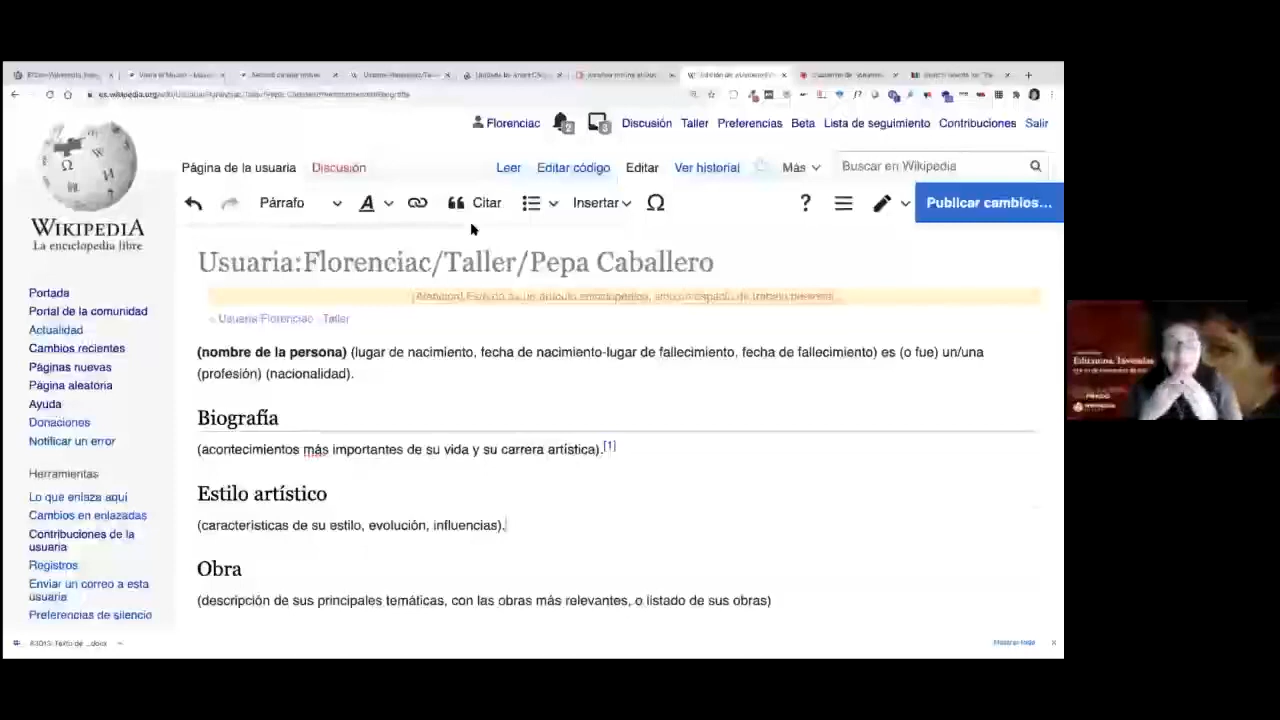 Florenciac 2 3 Discusión Taller Preferencias Beta Lista de seguimiento Contribuciones Salir
Página de la usuaria Discusión Leer Editar código Editar Ver historial Más Buscar en Wikipedia
Párrafo A Citar Insertar Ω ? Publicar cambios...
WIKIPEDIA
La enciclopedia libre
Usuaria:Florenciac/Taller/Pepa Caballero
Usuaria:Florenciac Taller
(nombre de la persona) (lugar de nacimiento, fecha de nacimiento-lugar de fallecimiento, fecha de fallecimiento) es (o fue) un/una
(profesión) (nacionalidad).
Biografía
(acontecimientos más importantes de su vida y su carrera artística).[1]
Estilo artístico
(características de su estilo, evolución, influencias).
Obra
(descripción de sus principales temáticas, con las obras más relevantes, o listado de sus obras)
Portada
Portal de la comunidad
Actualidad
Cambios recientes
Páginas nuevas
Página aleatoria
Ayuda
Donaciones
Notificar un error
Herramientas
Lo que enlaza aquí
Cambios en enlazadas
Contribuciones de la
usuaria
Registros
Enviar un correo a esta
usuaria
Preferencias de silencio
Mostrar todo